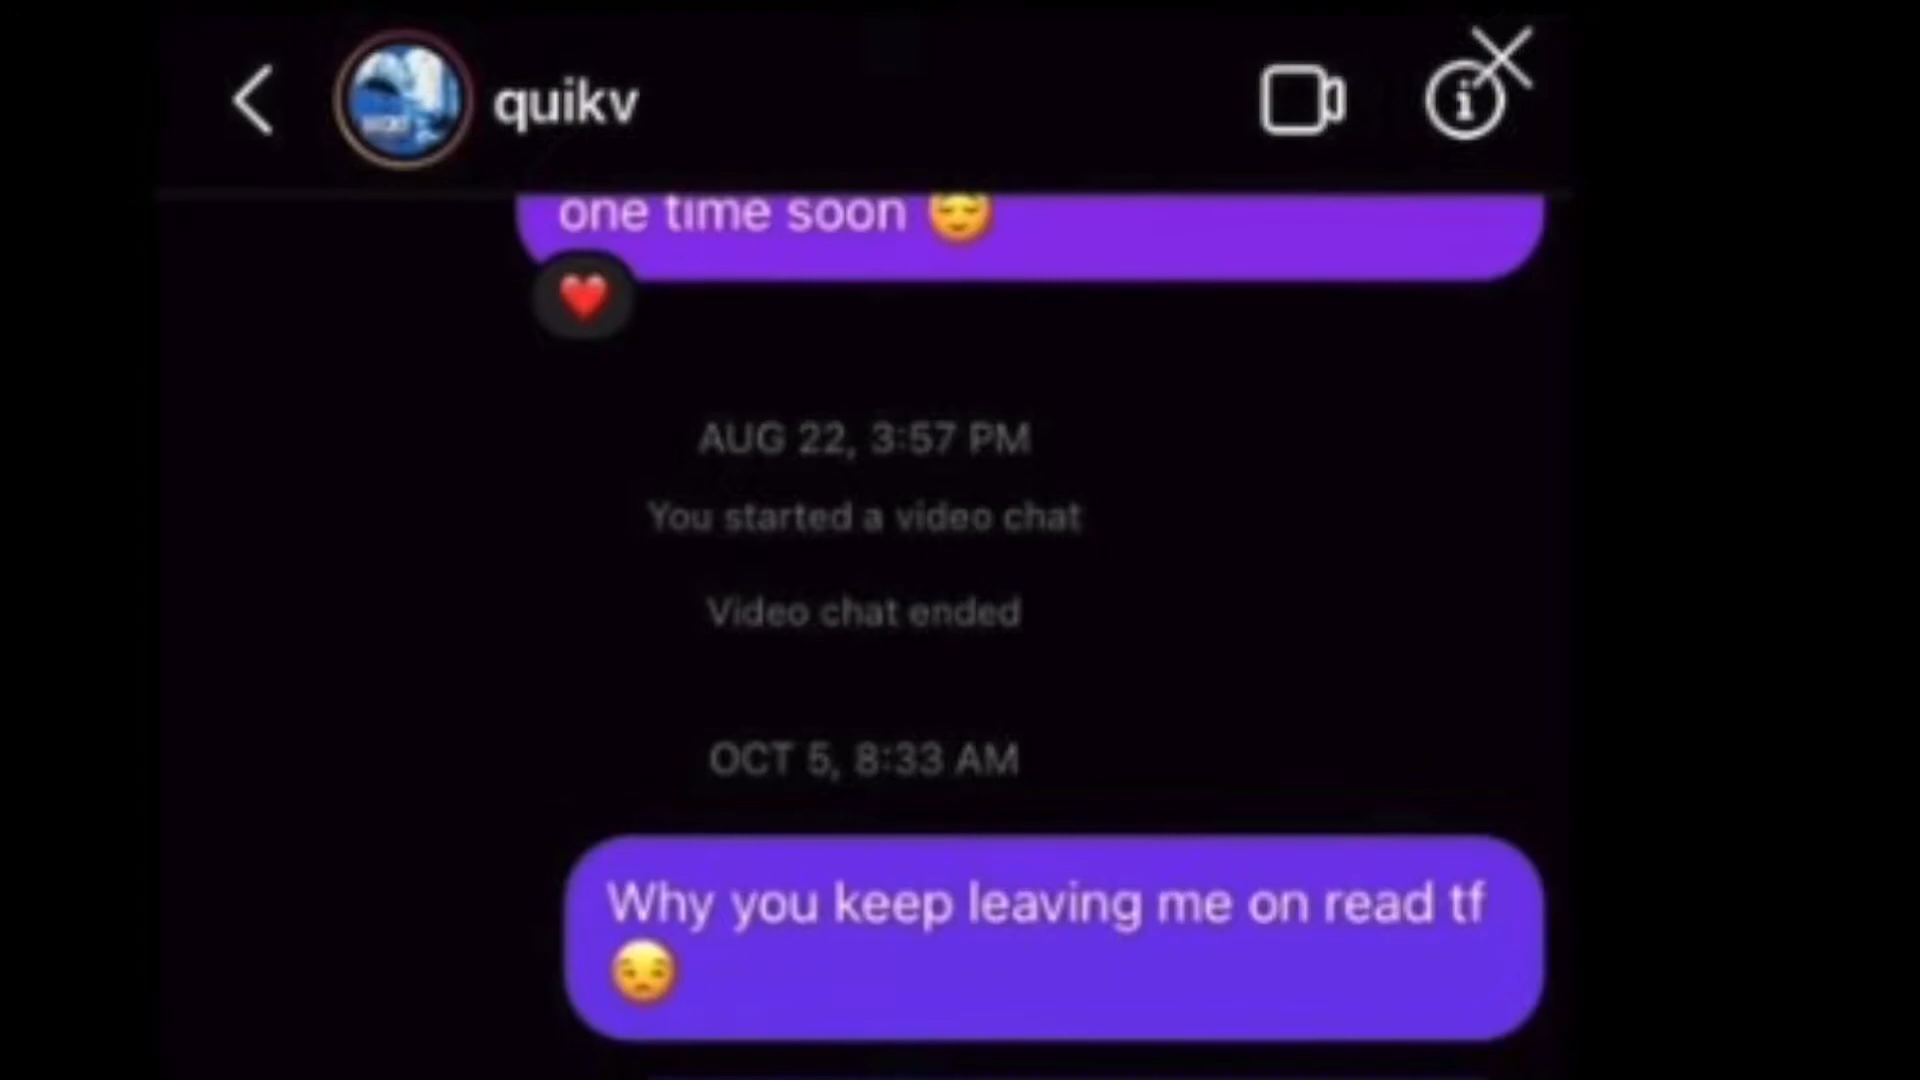 quikv
one time soon 😔
❤️
AUG 22, 3:57 PM
You started a video chat
Video chat ended
OCT 5, 8:33 AM
Why you keep leaving me on read tf
😒